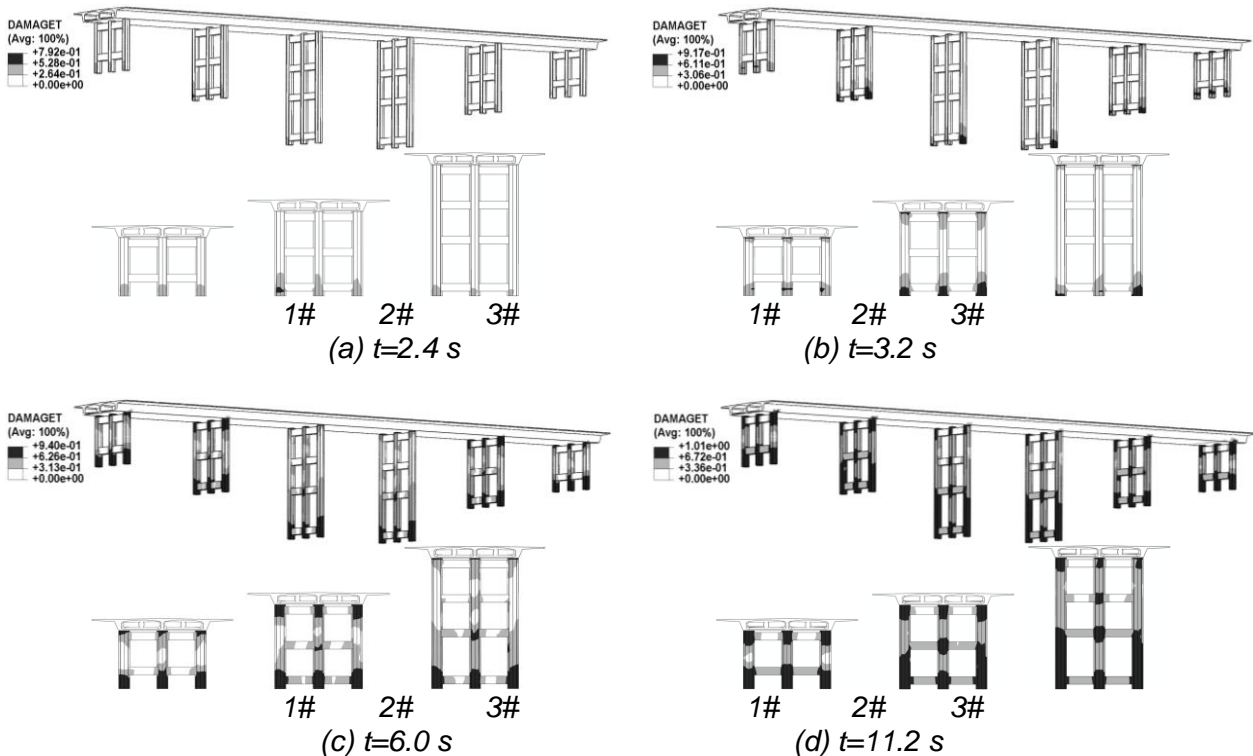 DAMAGET
(Avg: 100%)
+7.92e-01
+5.28e-01
+2.64e-01
+0.00e+00
1# 2# 3#
(a) t=2.4 s
DAMAGET
(Avg: 100%)
+9.17e-01
+6.11e-01
+3.06e-01
+0.00e+00
1# 2# 3#
(b) t=3.2 s
DAMAGET
(Avg: 100%)
+9.40e-01
+6.26e-01
+3.13e-01
+0.00e+00
1# 2# 3#
(c) t=6.0 s
DAMAGET
(Avg: 100%)
+1.01e+00
+6.72e-01
+3.36e-01
+0.00e+00
1# 2# 3#
(d) t=11.2 s